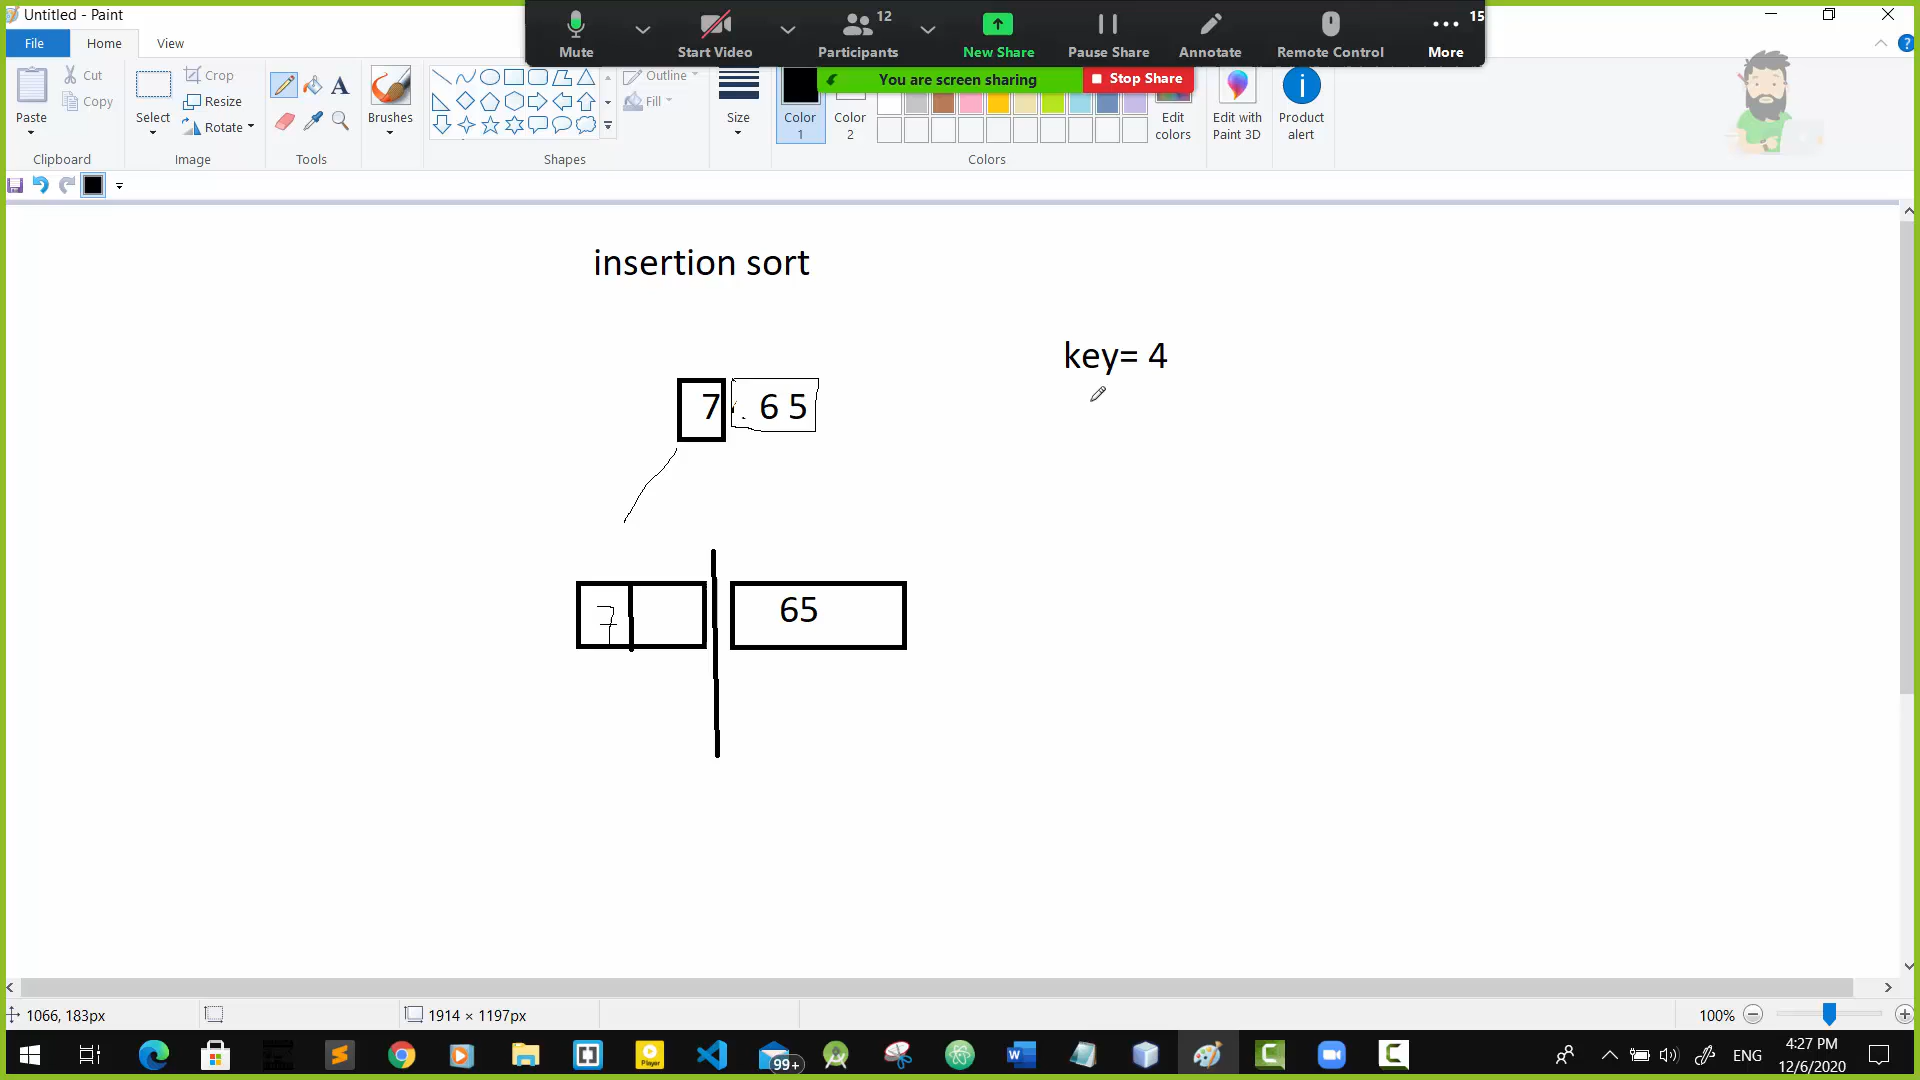 Untitled - Paint
12
15
Mute
Start Video
Participants
New Share
Pause Share
Annotate
Remote Control
More
You are screen sharing
Stop Share
File
Home
View
Cut
Copy
Paste
Crop
Resize
Rotate
Select
Brushes
Outline
Fill
Size
Color 1
Color 2
Edit colors
Edit with Paint 3D
Product alert
Clipboard
Image
Tools
Shapes
Colors
insertion sort
key= 4
7 6 5
7 65
1066, 183px
1914 × 1197px
100%
99+
Player
ENG
4:27 PM
12/6/2020